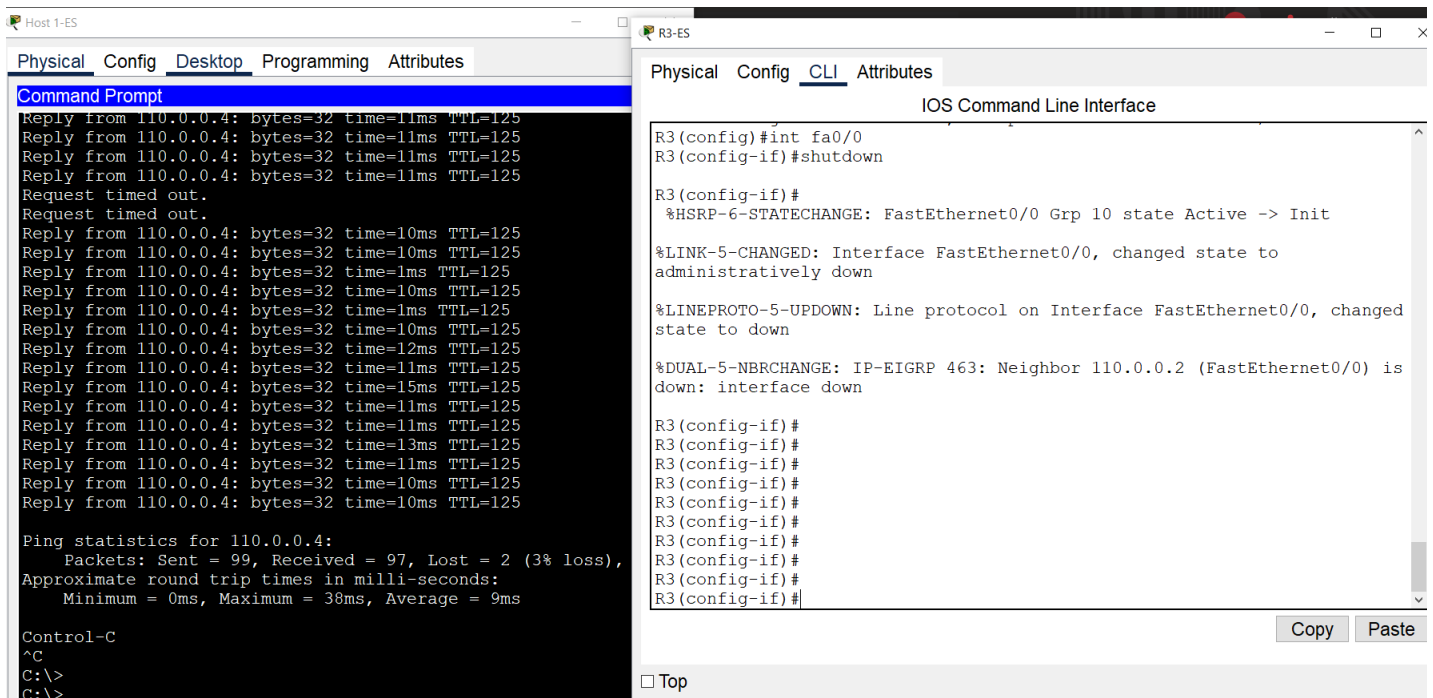 Host 1-ES
Physical Config Desktop Programming Attributes
Command Prompt
Reply from 110.0.0.4: bytes=32 time=11ms TTL=125
Reply from 110.0.0.4: bytes=32 time=11ms TTL=125
Reply from 110.0.0.4: bytes=32 time=11ms TTL=125
Reply from 110.0.0.4: bytes=32 time=11ms TTL=125
Request timed out.
Request timed out.
Reply from 110.0.0.4: bytes=32 time=10ms TTL=125
Reply from 110.0.0.4: bytes=32 time=10ms TTL=125
Reply from 110.0.0.4: bytes=32 time=1ms TTL=125
Reply from 110.0.0.4: bytes=32 time=10ms TTL=125
Reply from 110.0.0.4: bytes=32 time=1ms TTL=125
Reply from 110.0.0.4: bytes=32 time=10ms TTL=125
Reply from 110.0.0.4: bytes=32 time=12ms TTL=125
Reply from 110.0.0.4: bytes=32 time=11ms TTL=125
Reply from 110.0.0.4: bytes=32 time=15ms TTL=125
Reply from 110.0.0.4: bytes=32 time=11ms TTL=125
Reply from 110.0.0.4: bytes=32 time=11ms TTL=125
Reply from 110.0.0.4: bytes=32 time=13ms TTL=125
Reply from 110.0.0.4: bytes=32 time=11ms TTL=125
Reply from 110.0.0.4: bytes=32 time=10ms TTL=125
Reply from 110.0.0.4: bytes=32 time=10ms TTL=125
Ping statistics for 110.0.0.4:
Packets: Sent = 99, Received = 97, Lost = 2 (3% loss),
Approximate round trip times in milli-seconds:
Minimum = 0ms, Maximum = 38ms, Average = 9ms
Control-C
^C
C:\>
C:\>
R3-ES
Physical Config CLI Attributes
IOS Command Line Interface
R3(config)#int fa0/0
R3(config-if)#shutdown
R3(config-if)#
%HSRP-6-STATECHANGE: FastEthernet0/0 Grp 10 state Active -> Init
%LINK-5-CHANGED: Interface FastEthernet0/0, changed state to
administratively down
%LINEPROTO-5-UPDOWN: Line protocol on Interface FastEthernet0/0, changed
state to down
%DUAL-5-NBRCHANGE: IP-EIGRP 463: Neighbor 110.0.0.2 (FastEthernet0/0) is
down: interface down
R3(config-if)#
R3(config-if)#
R3(config-if)#
R3(config-if)#
R3(config-if)#
R3(config-if)#
R3(config-if)#
R3(config-if)#
R3(config-if)#
R3(config-if)#
Copy Paste
Top